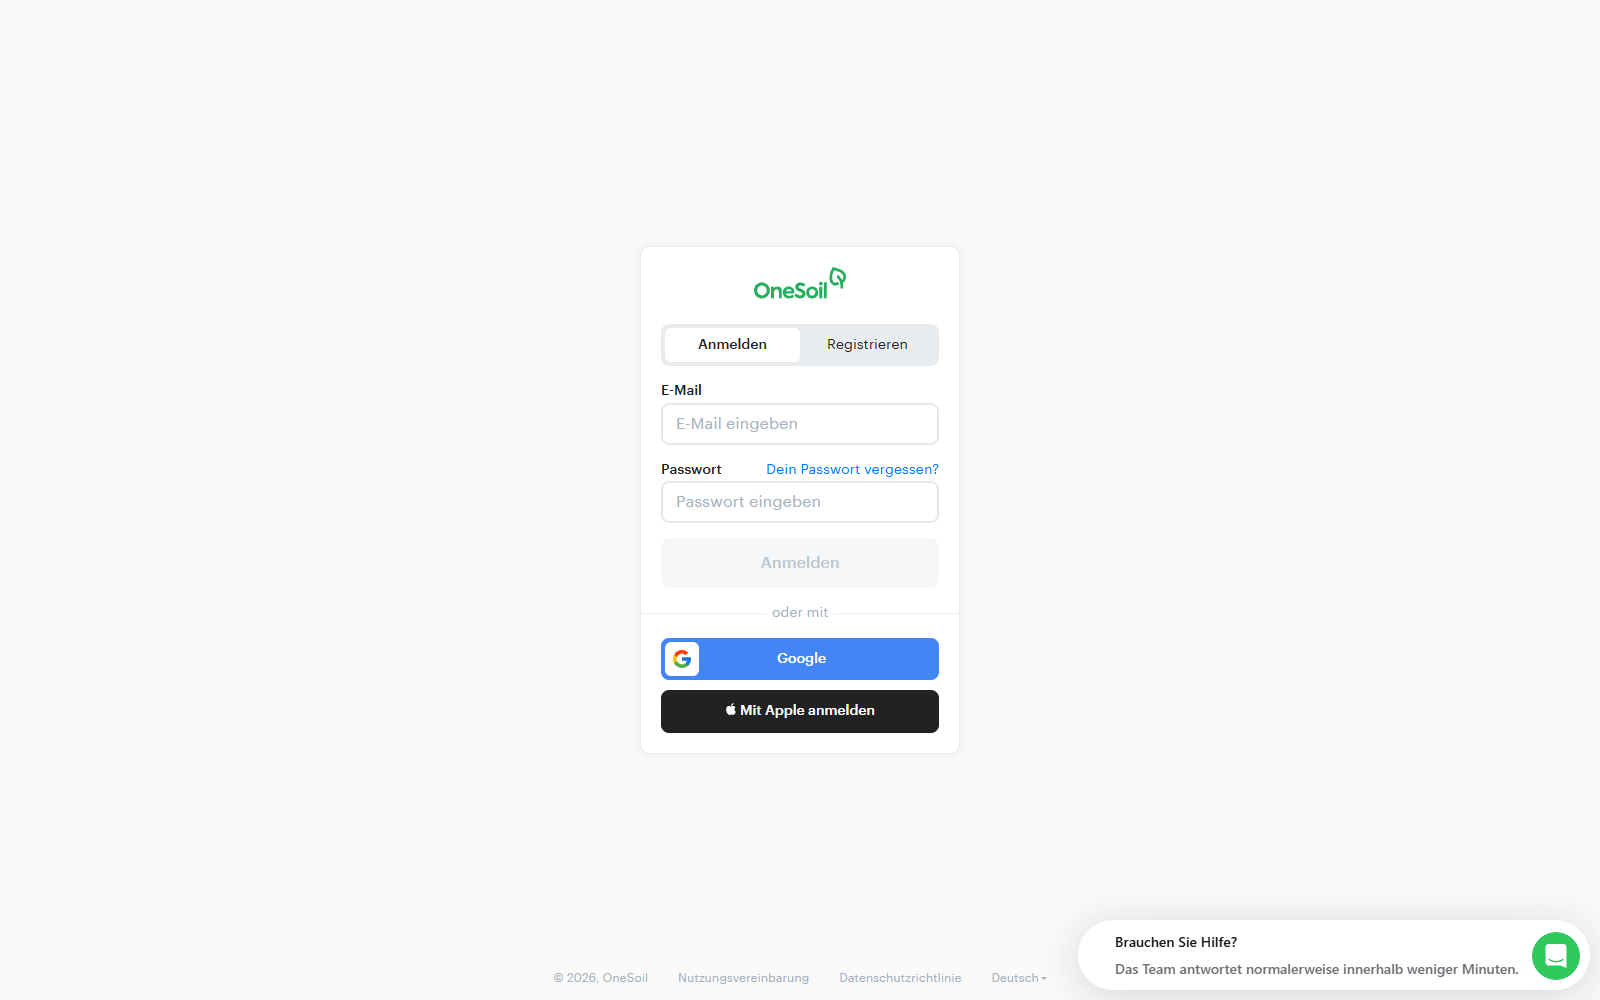 OneSoil
Anmelden
Registrieren
E-Mail
E-Mail eingeben
Passwort
Dein Passwort vergessen?
Passwort eingeben
Anmelden
oder mit
Google
Mit Apple anmelden
Brauchen Sie Hilfe?
Das Team antwortet normalerweise innerhalb weniger Minuten.
© 2026, OneSoil
Nutzungsvereinbarung
Datenschutzrichtlinie
Deutsch